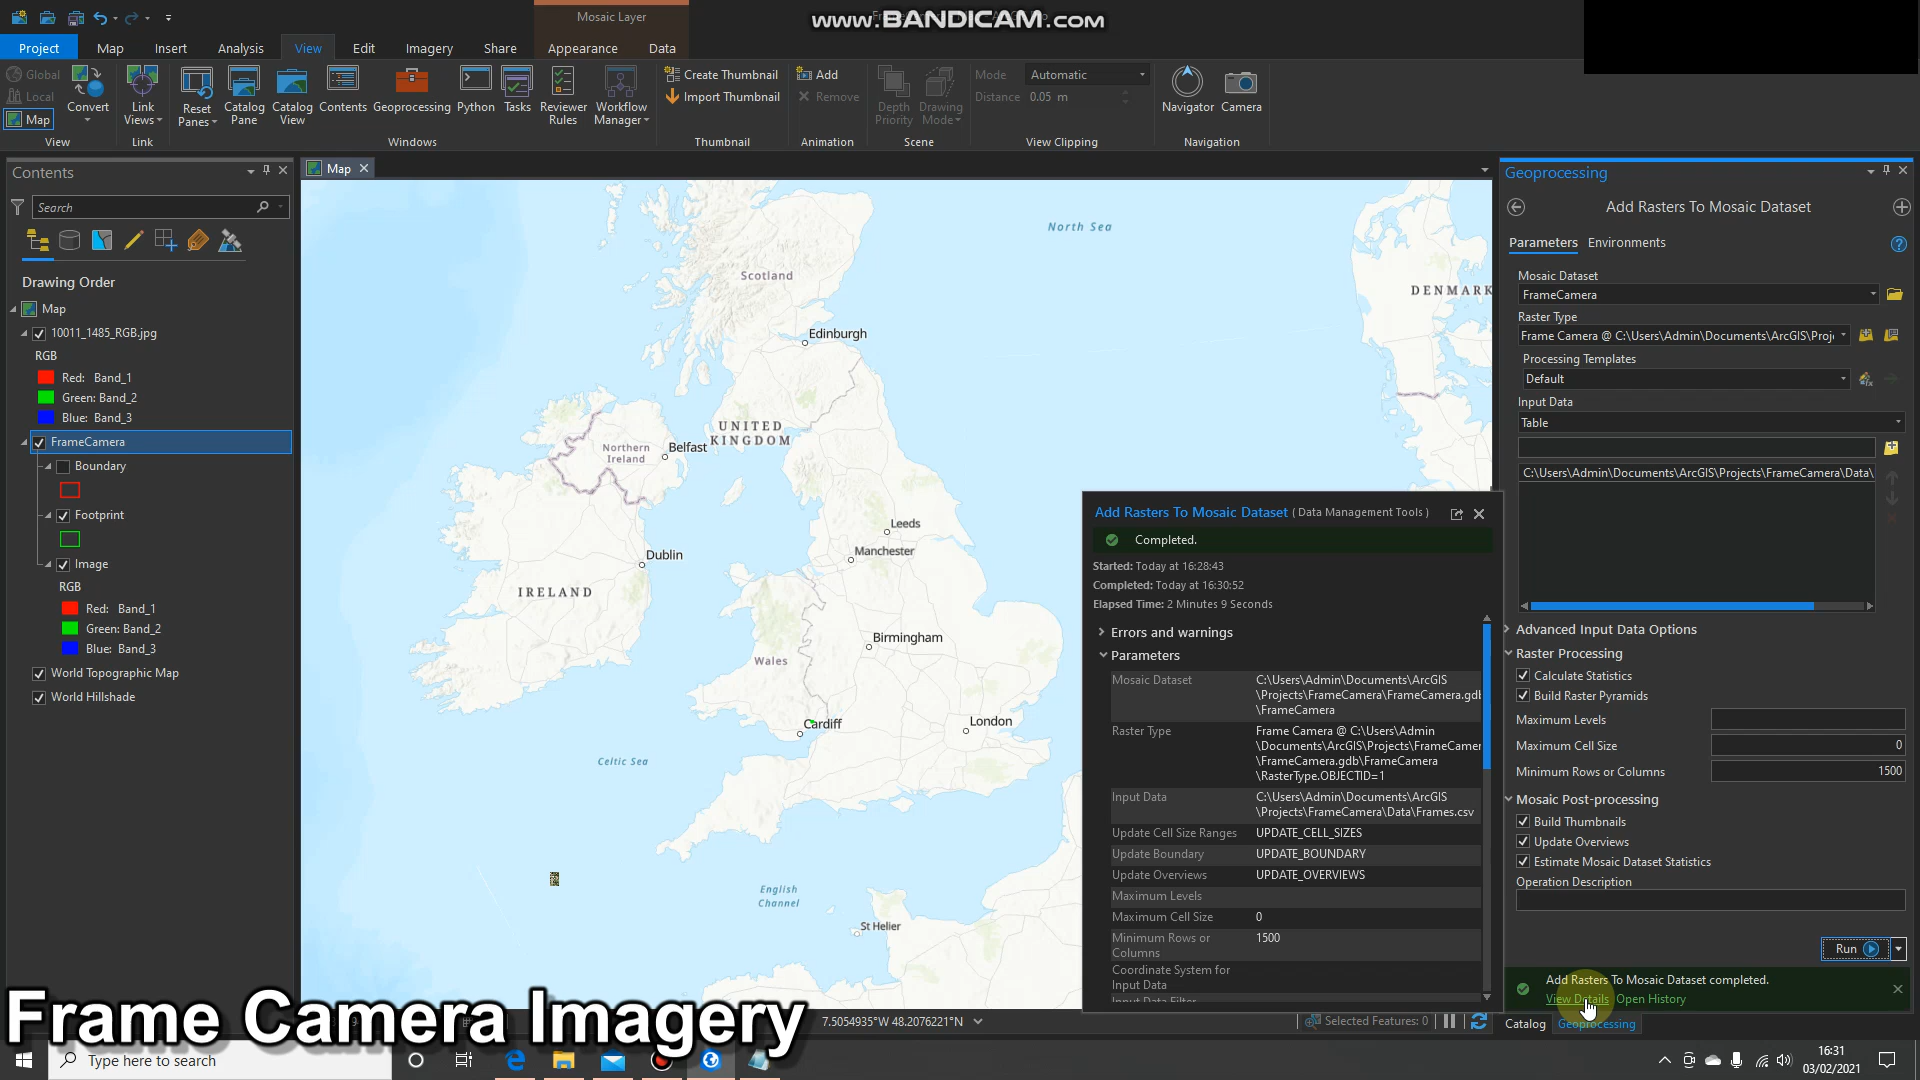 Mosaic Layer
www.BANDICAM.com
Project
Map
Insert
Analysis
View
Edit
Imagery
Share
Appearance
Data
Global
Local
Map
Convert
Link Views
Reset Panes
Catalog Pane
Catalog View
Contents
Geoprocessing
Python
Tasks
Reviewer Rules
Workflow Manager
Create Thumbnail
Import Thumbnail
Add
Remove
Depth Priority
Drawing Mode
Mode
Automatic
Distance 0.05 m
Navigator
Camera
View
Link
Windows
Thumbnail
Animation
Scene
View Clipping
Navigation
Contents
Search
Drawing Order
Map
10011_1485_RGB.jpg
RGB
Red: Band_1
Green: Band_2
Blue: Band_3
FrameCamera
Boundary
Footprint
Image
RGB
Red: Band_1
Green: Band_2
Blue: Band_3
World Topographic Map
World Hillshade
Map
North Sea
Scotland
DENMARK
Edinburgh
UNITED
KINGDOM
Northern
Ireland
Belfast
Leeds
Manchester
Dublin
IRELAND
Birmingham
Wales
Cardiff
London
Celtic Sea
English
Channel
St Helier
7.5054935°W 48.2076221°N
Selected Features: 0
Add Rasters To Mosaic Dataset ( Data Management Tools )
Completed.
Started: Today at 16:28:43
Completed: Today at 16:30:52
Elapsed Time: 2 Minutes 9 Seconds
Errors and warnings
Parameters
Mosaic Dataset C:\Users\Admin\Documents\ArcGIS
\Projects\FrameCamera\FrameCamera.gdb
\FrameCamera
Raster Type Frame Camera @ C:\Users\Admin
\Documents\ArcGIS\Projects\FrameCamer
\FrameCamera.gdb\FrameCamera
\RasterType.OBJECTID=1
Input Data C:\Users\Admin\Documents\ArcGIS
\Projects\FrameCamera\Data\Frames.csv
Update Cell Size Ranges UPDATE_CELL_SIZES
Update Boundary UPDATE_BOUNDARY
Update Overviews UPDATE_OVERVIEWS
Maximum Levels
Maximum Cell Size 0
Minimum Rows or 1500
Columns
Coordinate System for
Input Data
Input Data Filter
Geoprocessing
Add Rasters To Mosaic Dataset
Parameters
Environments
Mosaic Dataset
FrameCamera
Raster Type
Frame Camera @ C:\Users\Admin\Documents\ArcGIS\Proj
Processing Templates
Default
Input Data
Table
C:\Users\Admin\Documents\ArcGIS\Projects\FrameCamera\Data\
Advanced Input Data Options
Raster Processing
Calculate Statistics
Build Raster Pyramids
Maximum Levels
Maximum Cell Size 0
Minimum Rows or Columns 1500
Mosaic Post-processing
Build Thumbnails
Update Overviews
Estimate Mosaic Dataset Statistics
Operation Description
Run
Add Rasters To Mosaic Dataset completed.
View Details Open History
Catalog
Geoprocessing
Frame Camera Imagery
Type here to search
16:31
03/02/2021